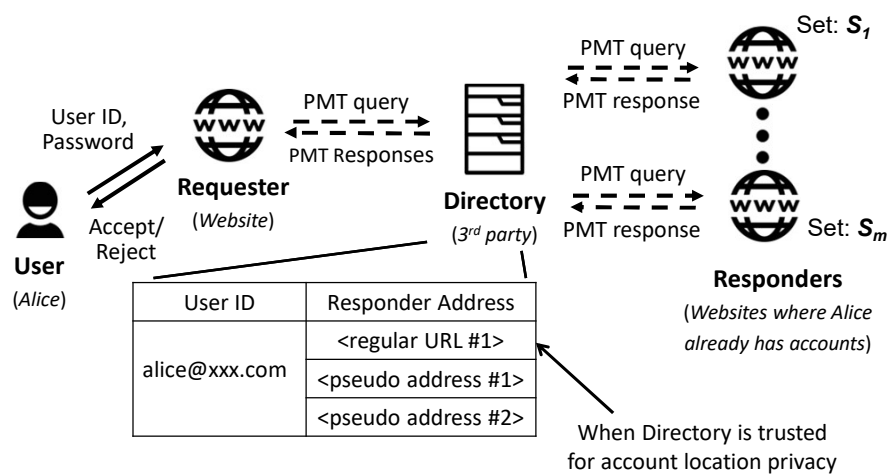 User ID,
Password
Accept/
Reject
User
(Alice)
www
Requester
(Website)
PMT query
PMT Responses
Directory
(3rd party)
PMT query
PMT response
Set: S1
www
PMT query
PMT response
www
Set: Sm
Responders
(Websites where Alice
already has accounts)
User ID
Responder Address
alice@xxx.com
<regular URL #1>
<pseudo address #1>
<pseudo address #2>
When Directory is trusted
for account location privacy